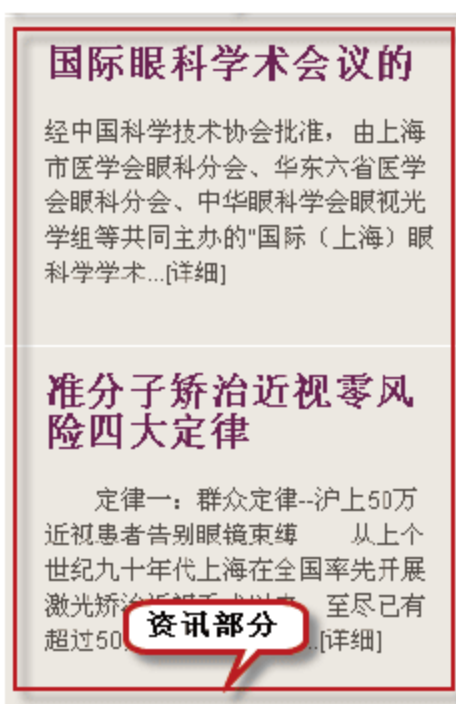 国际眼科学术会议的
经中国科学技术协会批准，由上海
市医学会眼科分会、华东六省医学
会眼科分会、中华眼科学会眼视光
学组等共同主办的"国际（上海）眼
科学学术...[详细]
准分子矫治近视零风
险四大定律
定律一：群众定律--沪上50万
近视患者告别眼镜束缚 从上个
世纪九十年代上海在全国率先开展
激光矫治近视手术以来 至尽已有
超过50 ...[详细]
资讯部分